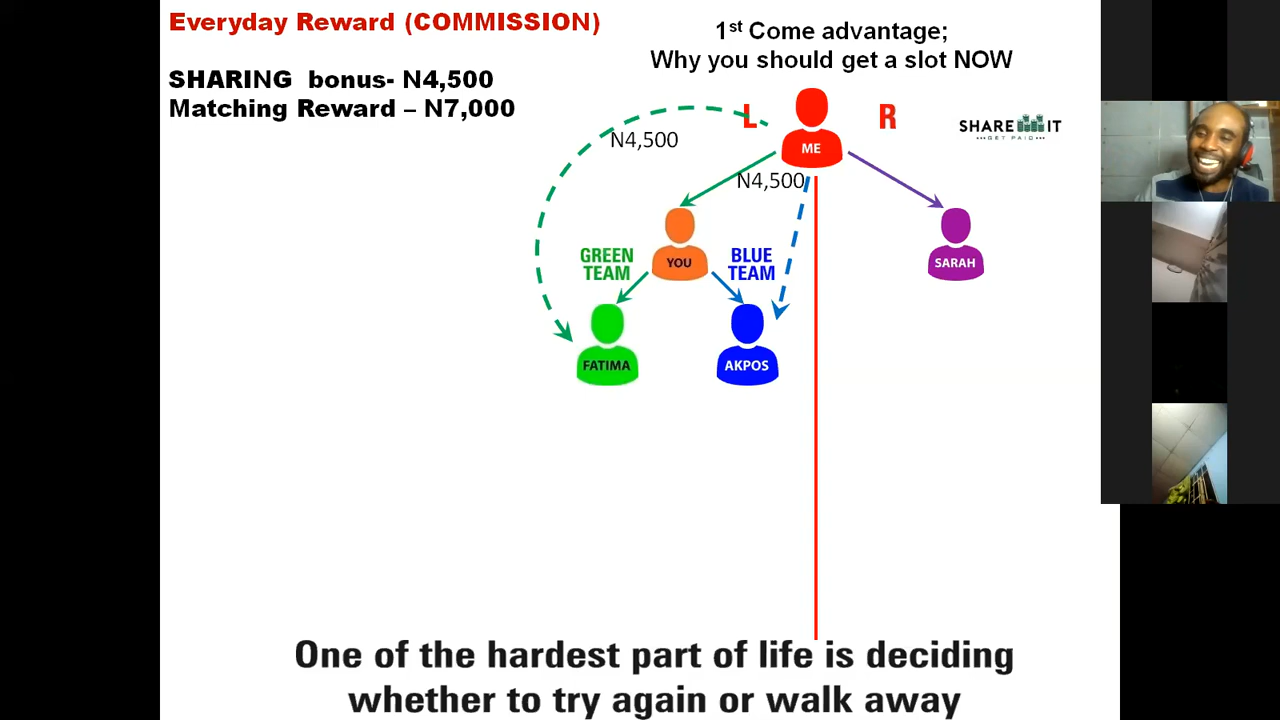 Everyday Reward (COMMISSION)
SHARING bonus- N4,500
Matching Reward – N7,000
1st Come advantage;
Why you should get a slot NOW
L
R
SHARE IT
GET PAID
N4,500
ME
N4,500
YOU
SARAH
GREEN
TEAM
BLUE
TEAM
FATIMA
AKPOS
One of the hardest part of life is deciding
whether to try again or walk away